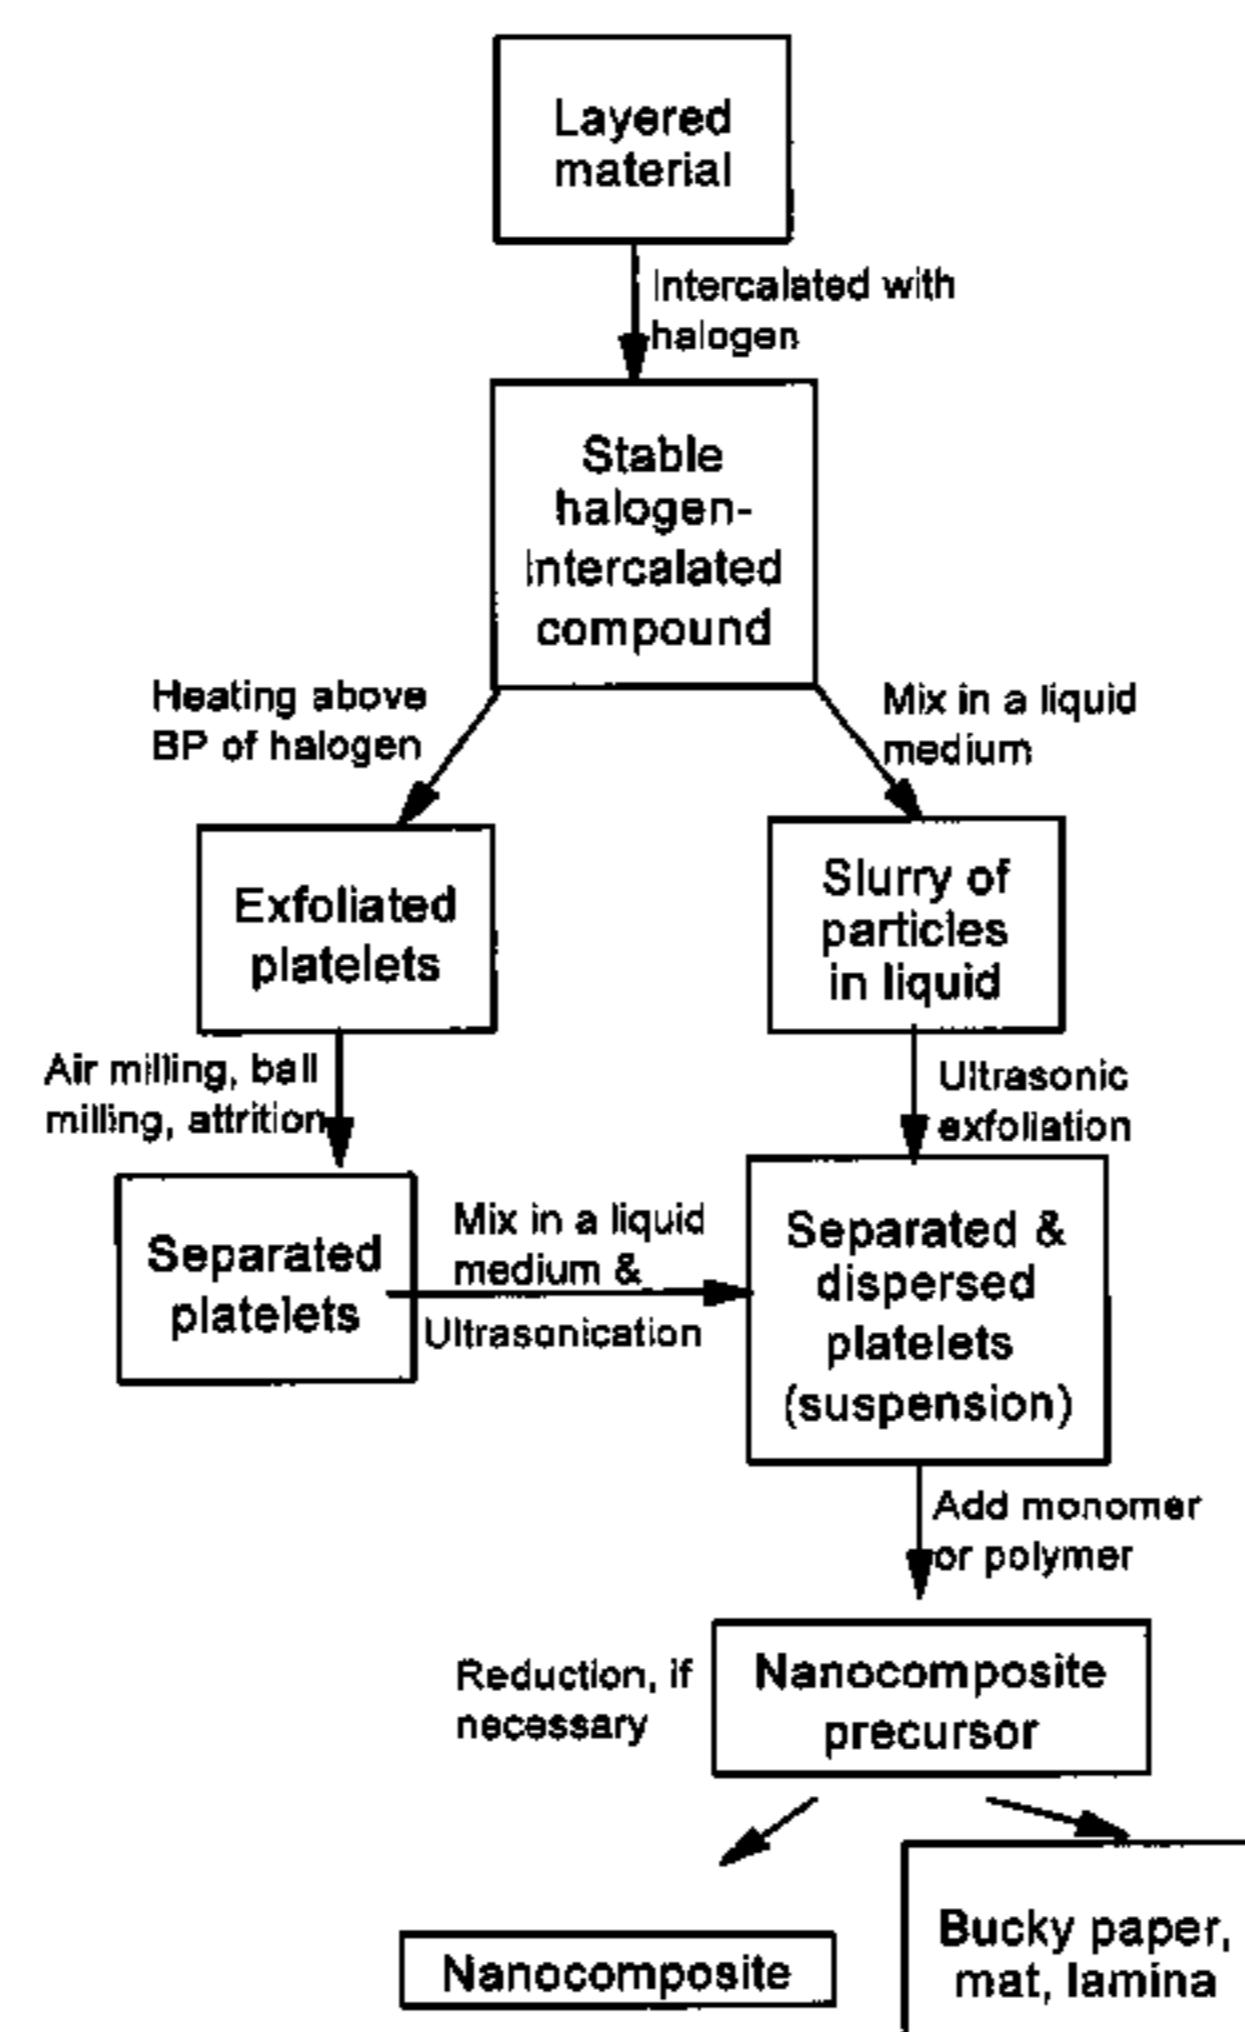 Layered
material
Intercalated with
halogen
Stable
halogen-
Intercalated
compound
Heating above
BP of halogen
Mix in a liquid
medium
Exfoliated
platelets
Slurry of
particles
in liquid
Air milling, ball
milling, attrition
Ultrasonic
exfoliation
Separated
platelets
Mix in a liquid
medium &
Ultrasonication
Separated &
dispersed
platelets
(suspension)
Add monomer
or polymer
Reduction, if
necessary
Nanocomposite
precursor
Nanocomposite
Bucky paper,
mat, lamina